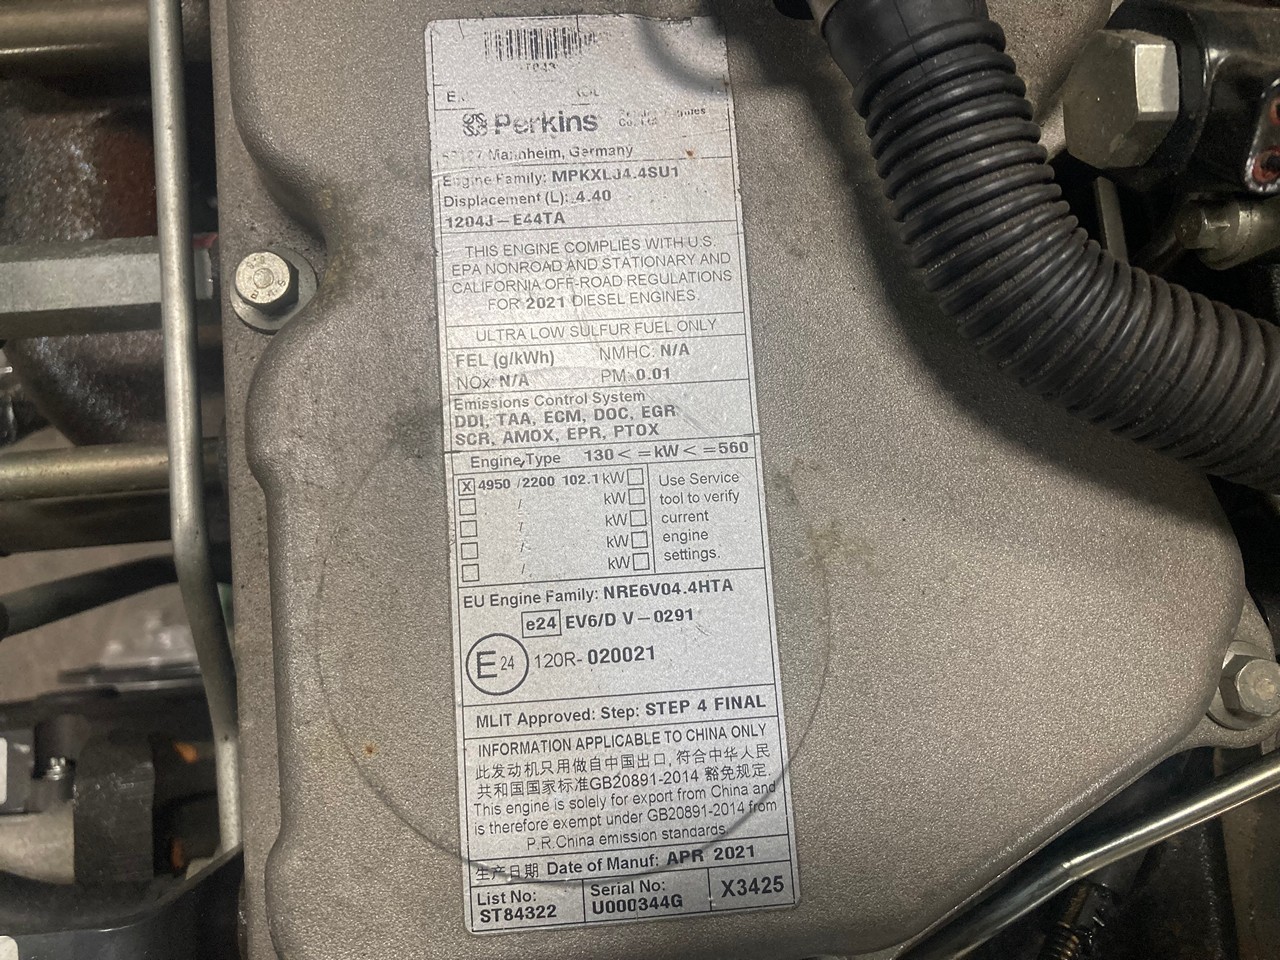 Perkins
Mannheim, Germany
Engine Family: MPKXLJ4.4SU1
Displacement (L): 4.40
1204J-E44TA
THIS ENGINE COMPLIES WITH U.S.
EPA NONROAD AND STATIONARY AND
CALIFORNIA OFF-ROAD REGULATIONS
FOR 2021 DIESEL ENGINES.
ULTRA LOW SULFUR FUEL ONLY
FEL (g/kWh) NMHC: N/A
NOx: N/A PM: 0.01
Emissions Control System
DDI, TAA, ECM, DOC, EGR
SCR, AMOX, EPR, PTOX
Engine Type 130 < =kW < =560
X 4950 /2200 102.1 kW Use Service
/ kW tool to verify
/ kW current
/ kW engine
/ kW settings.
EU Engine Family: NRE6V04.4HTA
e24 EV6/D V-0291
E 24 120R- 020021
MLIT Approved: Step: STEP 4 FINAL
INFORMATION APPLICABLE TO CHINA ONLY
此发动机只用做自中国出口, 符合中华人民
共和国国家标准GB20891-2014 豁免规定.
This engine is solely for export from China and
is therefore exempt under GB20891-2014 from
P.R.China emission standards
生产日期 Date of Manuf: APR 2021
List No: Serial No: X3425
ST84322 U000344G